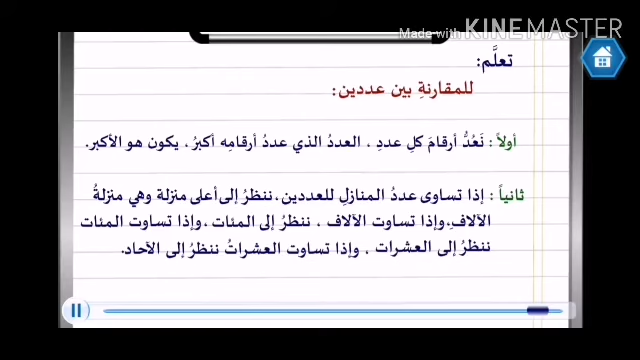 Made with KINEMASTER
تعلَّم:
للمقارنةِ بين عددين:
أولاً : نَعُدُّ أرقامَ كلِ عددِ ، العددُ الذي عددُ أرقامِه أكبرُ ، يكون هو الأكبر.
ثانياً : إذا تساوى عددُ المنازلِ للعددين، ننظرُ إلى أعلى منزلة وهي منزلةُ
الآلافِ، وإذا تساوت الآلاف ، ننظرُ إلى المئات ، وإذا تساوت المئات
ننظرُ إلى العشرات ، وإذا تساوت العشراتُ ننظرُ إلى الآحاد.